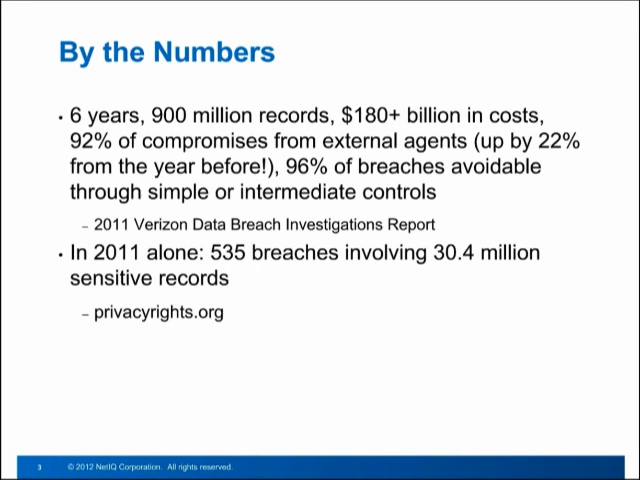 By the Numbers
• 6 years, 900 million records, $180+ billion in costs,
92% of compromises from external agents (up by 22%
from the year before!), 96% of breaches avoidable
through simple or intermediate controls
– 2011 Verizon Data Breach Investigations Report
• In 2011 alone: 535 breaches involving 30.4 million
sensitive records
– privacyrights.org
3 © 2012 NetIQ Corporation. All rights reserved.